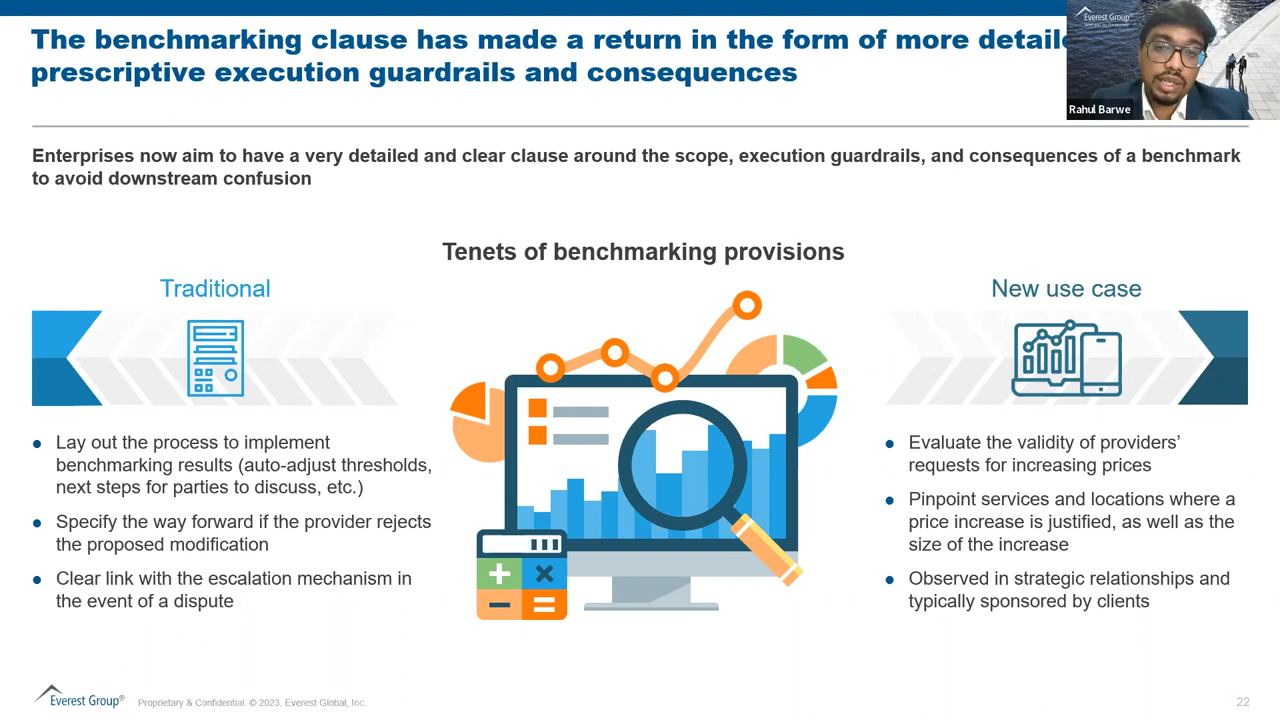 The benchmarking clause has made a return in the form of more
prescriptive execution guardrails and consequences
Everest Group
Rahul Barwe
Enterprises now aim to have a very detailed and clear clause around the scope, execution guardrails, and consequences of a benchmark
to avoid downstream confusion
Tenets of benchmarking provisions
Traditional
Lay out the process to implement
benchmarking results (auto-adjust thresholds,
next steps for parties to discuss, etc.)
Specify the way forward if the provider rejects
the proposed modification
Clear link with the escalation mechanism in
the event of a dispute
New use case
Evaluate the validity of providers’
requests for increasing prices
Pinpoint services and locations where a
price increase is justified, as well as the
size of the increase
Observed in strategic relationships and
typically sponsored by clients
Everest Group®
Proprietary & Confidential. © 2023, Everest Global, Inc.
22